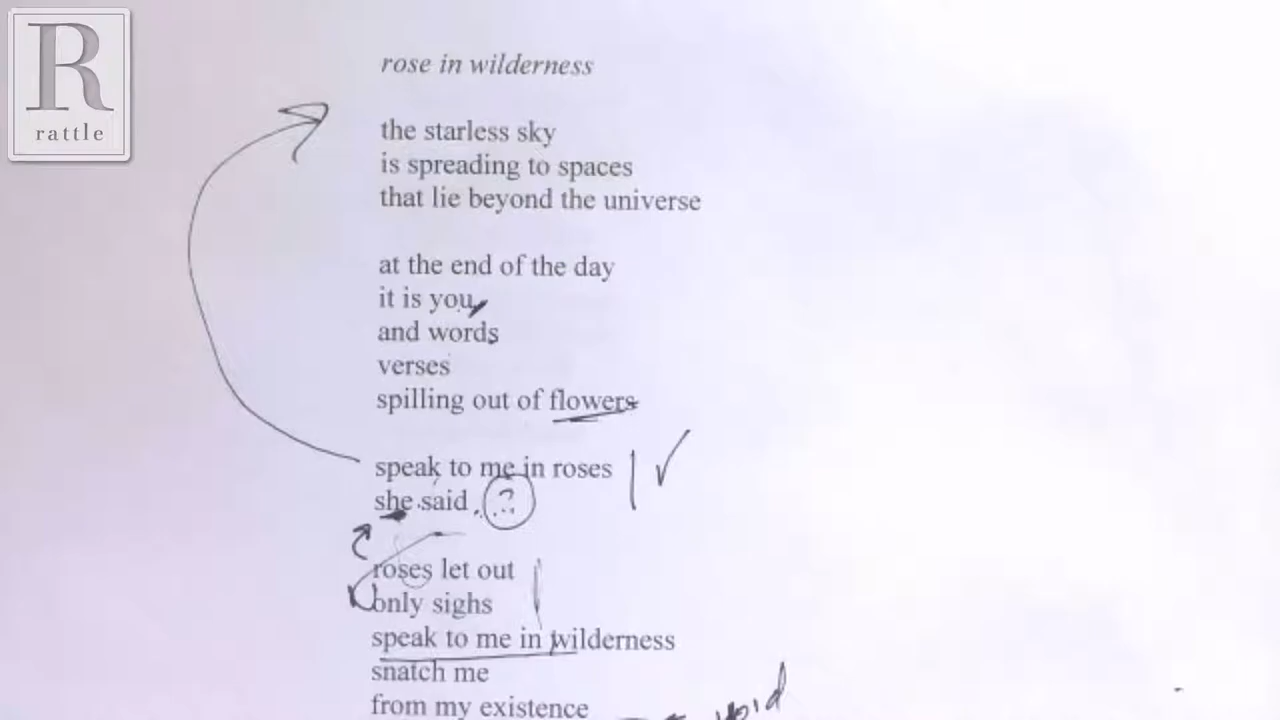 R
rattle
rose in wilderness
the starless sky
is spreading to spaces
that lie beyond the universe
at the end of the day
it is you,
and words
verses
spilling out of flowers
speak to me in roses
she said
?
roses let out
only sighs
speak to me in wilderness
snatch me
from my existence
void